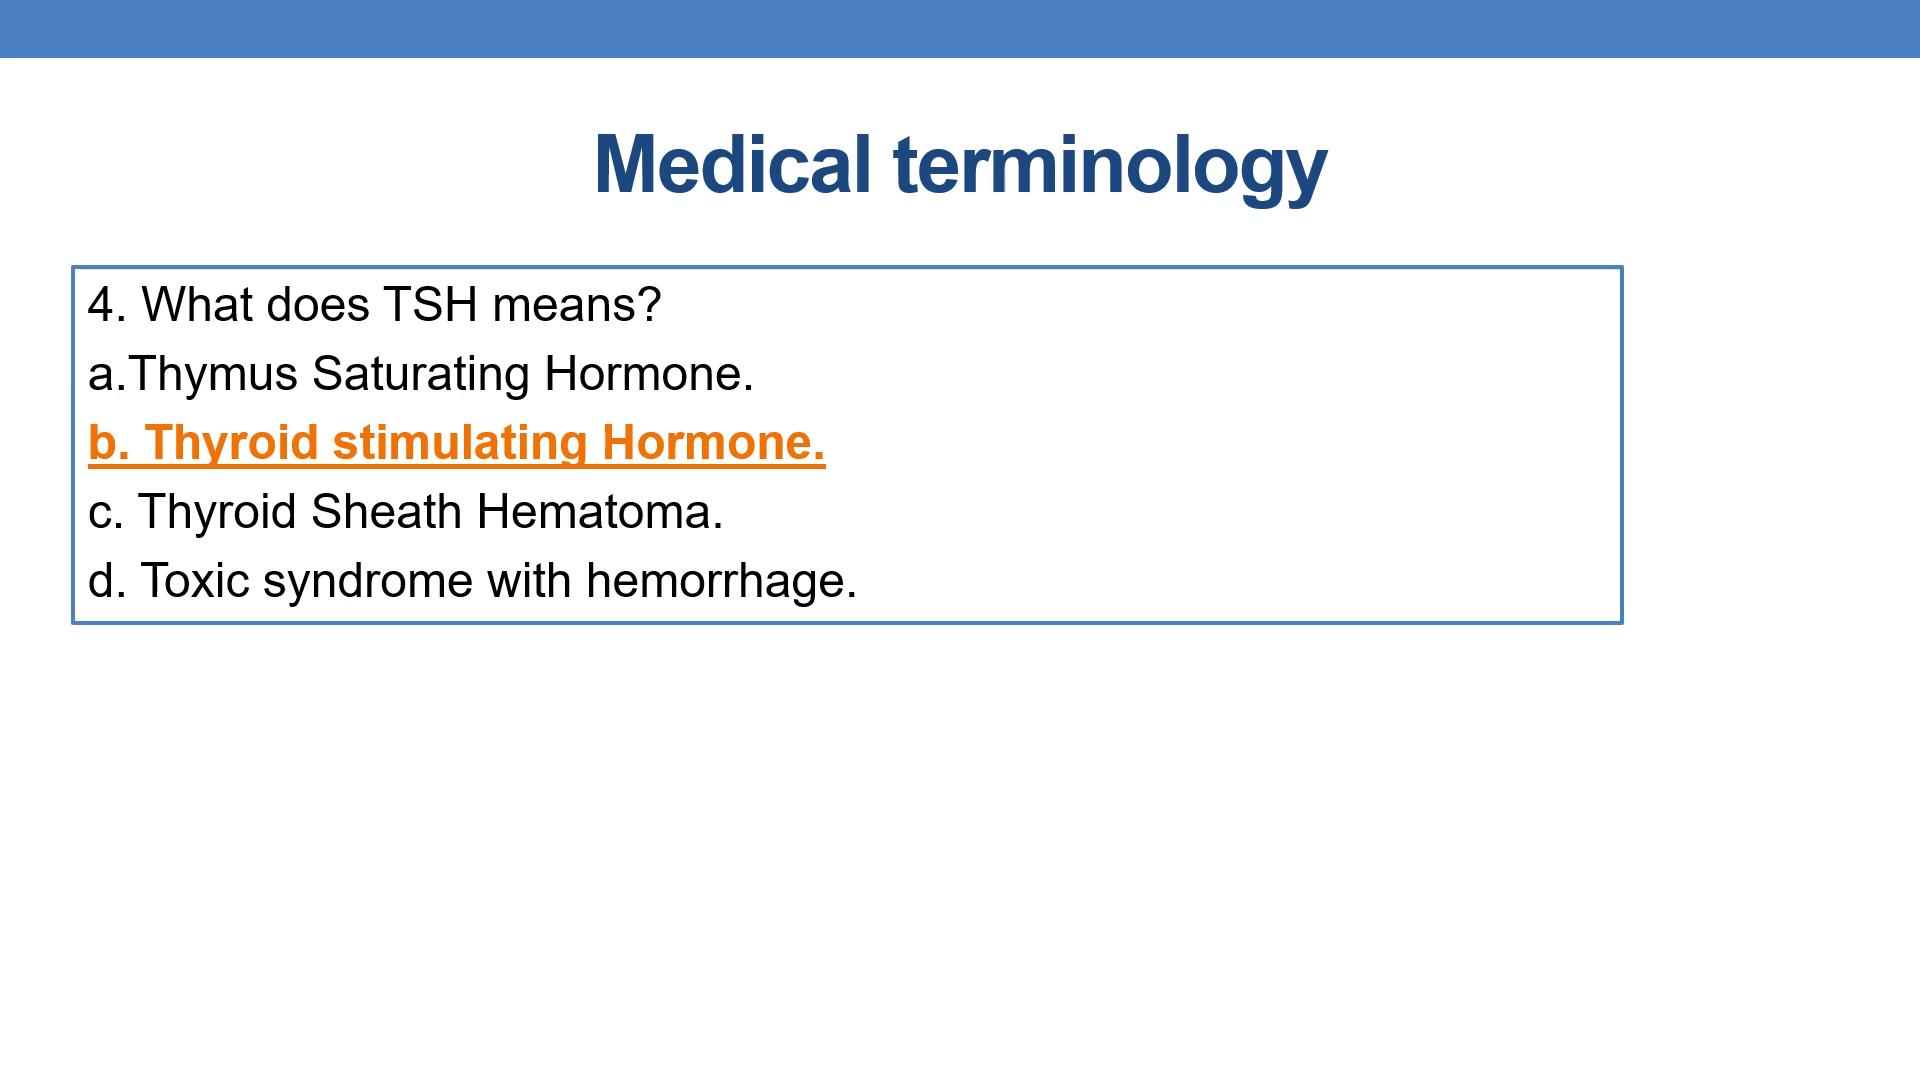 Medical terminology
4. What does TSH means?
a.Thymus Saturating Hormone.
b. Thyroid stimulating Hormone.
c. Thyroid Sheath Hematoma.
d. Toxic syndrome with hemorrhage.